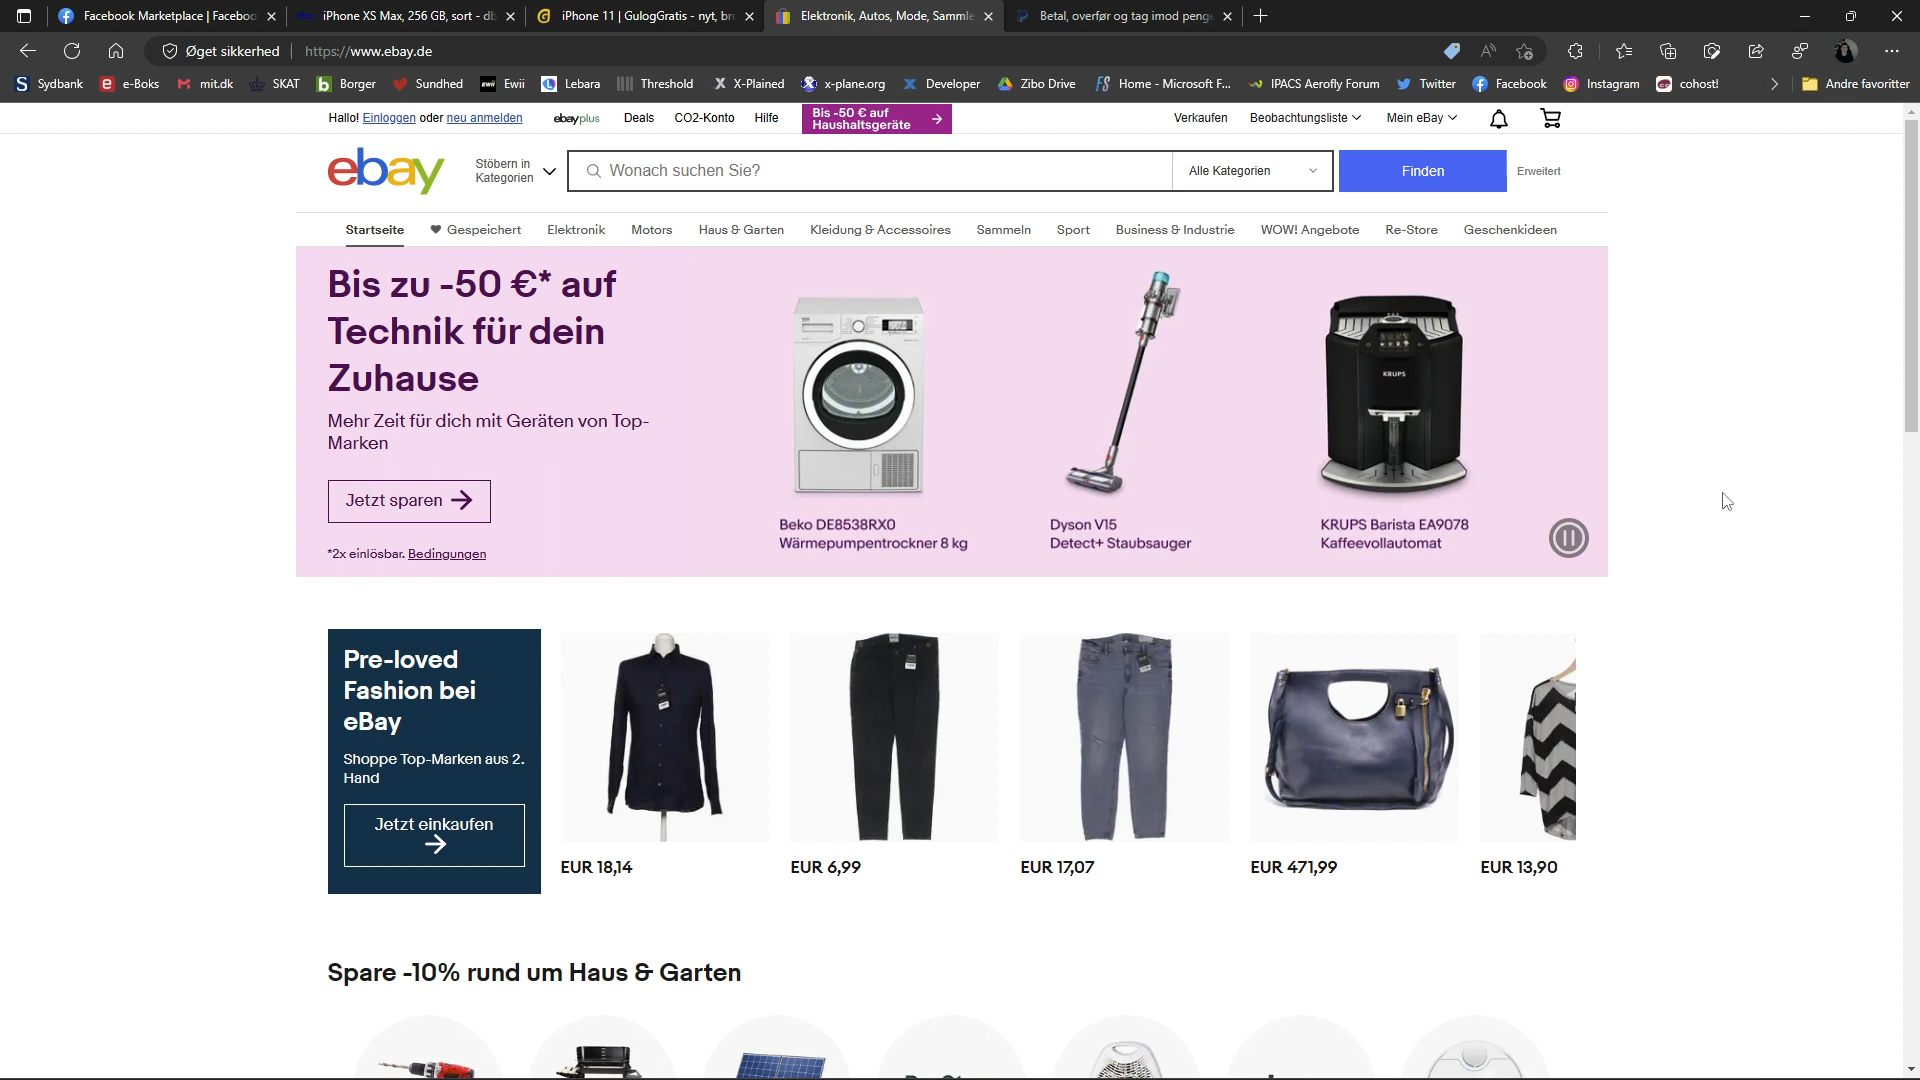 Facebook Marketplace | Faceboo
iPhone XS Max, 256 GB, sort - db
iPhone 11 | GulogGratis - nyt, bru
Elektronik, Autos, Mode, Sammle
Betal, overfør og tag imod penge
Øget sikkerhed
https://www.ebay.de
Sydbank
e-Boks
mit.dk
SKAT
Borger
Sundhed
Ewii
Lebara
Threshold
X-Plained
x-plane.org
Developer
Zibo Drive
Home - Microsoft F...
IPACS Aerofly Forum
Twitter
Facebook
Instagram
cohost!
Andre favoritter
Hallo! Einloggen oder neu anmelden
ebayplus
Deals
CO2-Konto
Hilfe
Bis -50 € auf
Haushaltsgeräte
Verkaufen
Beobachtungsliste
Mein eBay
ebay
Stöbern in
Kategorien
Wonach suchen Sie?
Alle Kategorien
Finden
Erweitert
Startseite
Gespeichert
Elektronik
Motors
Haus & Garten
Kleidung & Accessoires
Sammeln
Sport
Business & Industrie
WOW! Angebote
Re-Store
Geschenkideen
Bis zu -50 €* auf
Technik für dein
Zuhause
Mehr Zeit für dich mit Geräten von Top-
Marken
Jetzt sparen
*2x einlösbar. Bedingungen
KRUPS
Beko DE8538RX0
Wärmepumpentrockner 8 kg
Dyson V15
Detect+ Staubsauger
KRUPS Barista EA9078
Kaffeevollautomat
Pre-loved
Fashion bei
eBay
Shoppe Top-Marken aus 2.
Hand
Jetzt einkaufen
EUR 18,14
EUR 6,99
EUR 17,07
EUR 471,99
EUR 13,90
Spare -10% rund um Haus & Garten